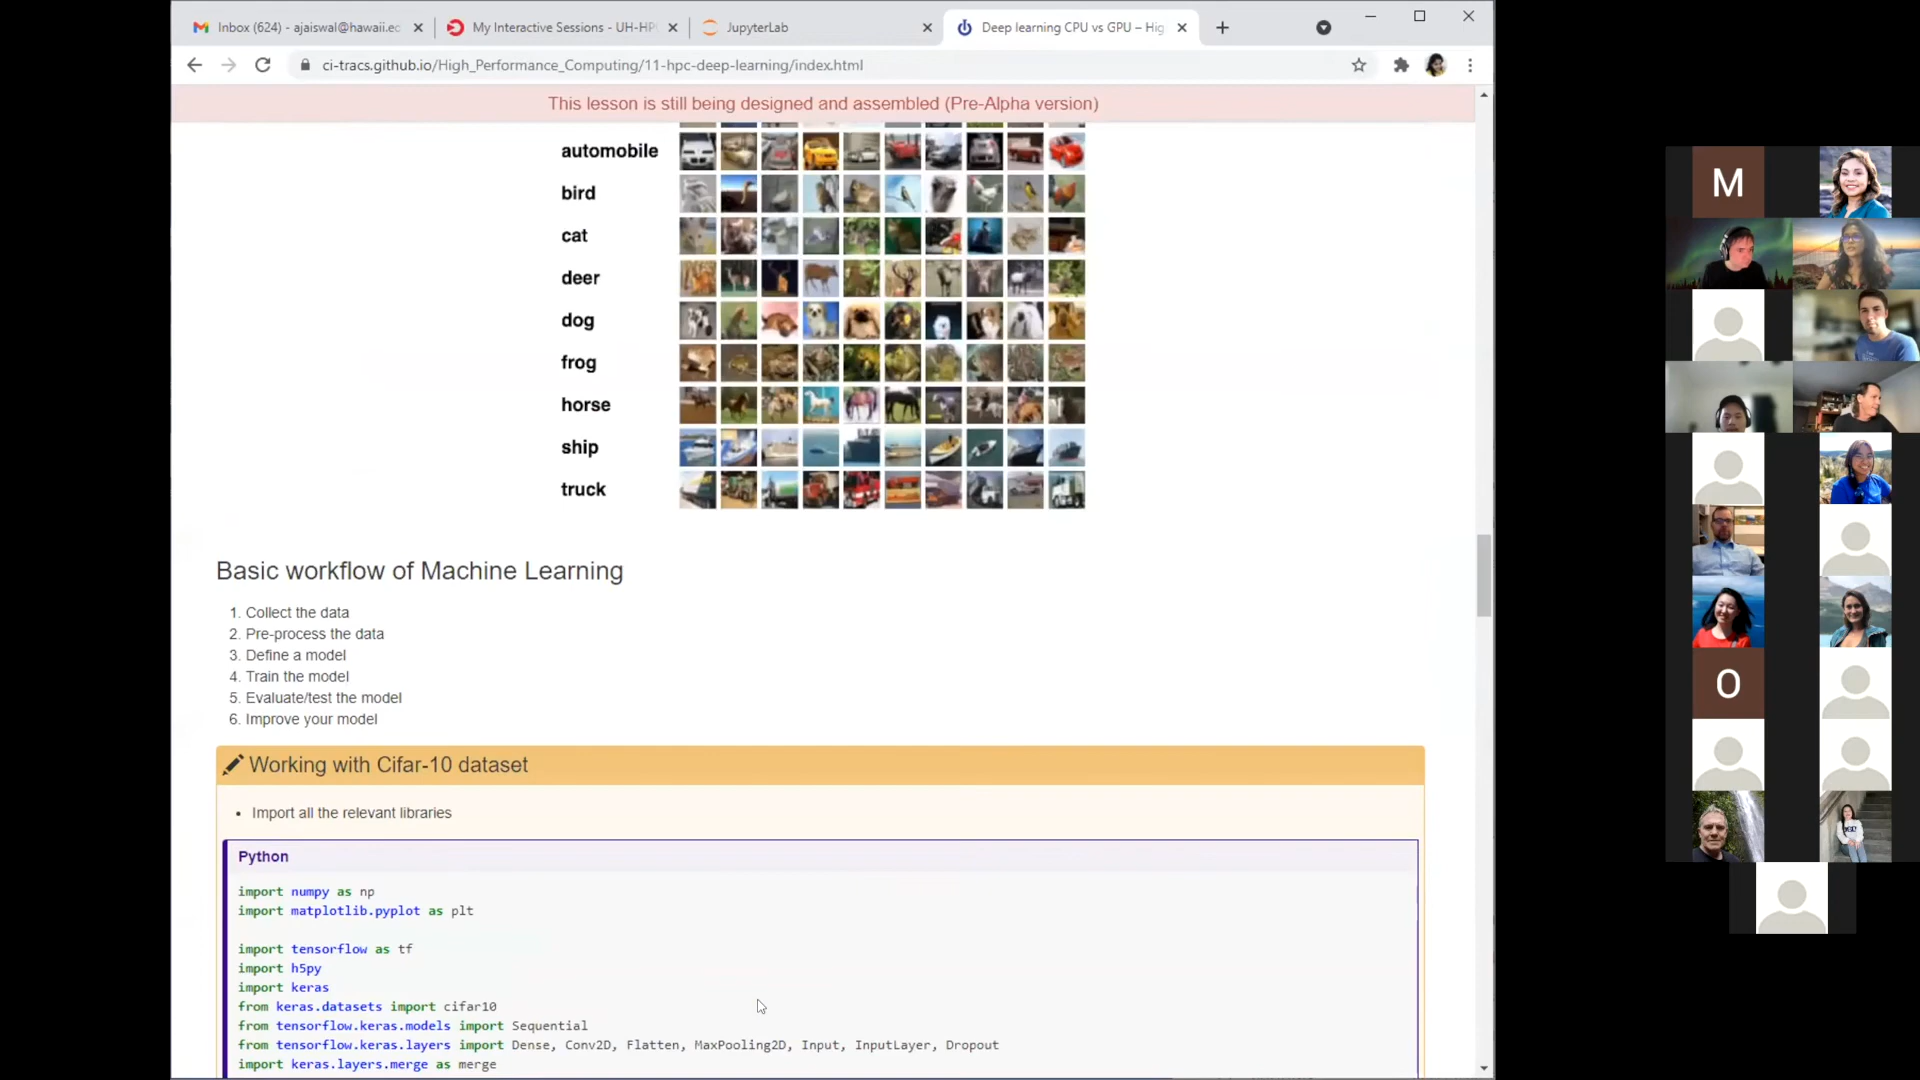 Inbox (624) - ajaiswal@hawaii.ec
My Interactive Sessions - UH-HP
JupyterLab
Deep learning CPU vs GPU – Hig
ci-tracs.github.io/High_Performance_Computing/11-hpc-deep-learning/index.html
This lesson is still being designed and assembled (Pre-Alpha version)
automobile
bird
cat
deer
dog
frog
horse
ship
truck
Basic workflow of Machine Learning
1. Collect the data
2. Pre-process the data
3. Define a model
4. Train the model
5. Evaluate/test the model
6. Improve your model
Working with Cifar-10 dataset
• Import all the relevant libraries
Python
import numpy as np
import matplotlib.pyplot as plt
import tensorflow as tf
import h5py
import keras
from keras.datasets import cifar10
from tensorflow.keras.models import Sequential
from tensorflow.keras.layers import Dense, Conv2D, Flatten, MaxPooling2D, Input, InputLayer, Dropout
import keras.layers.merge as merge
M
O